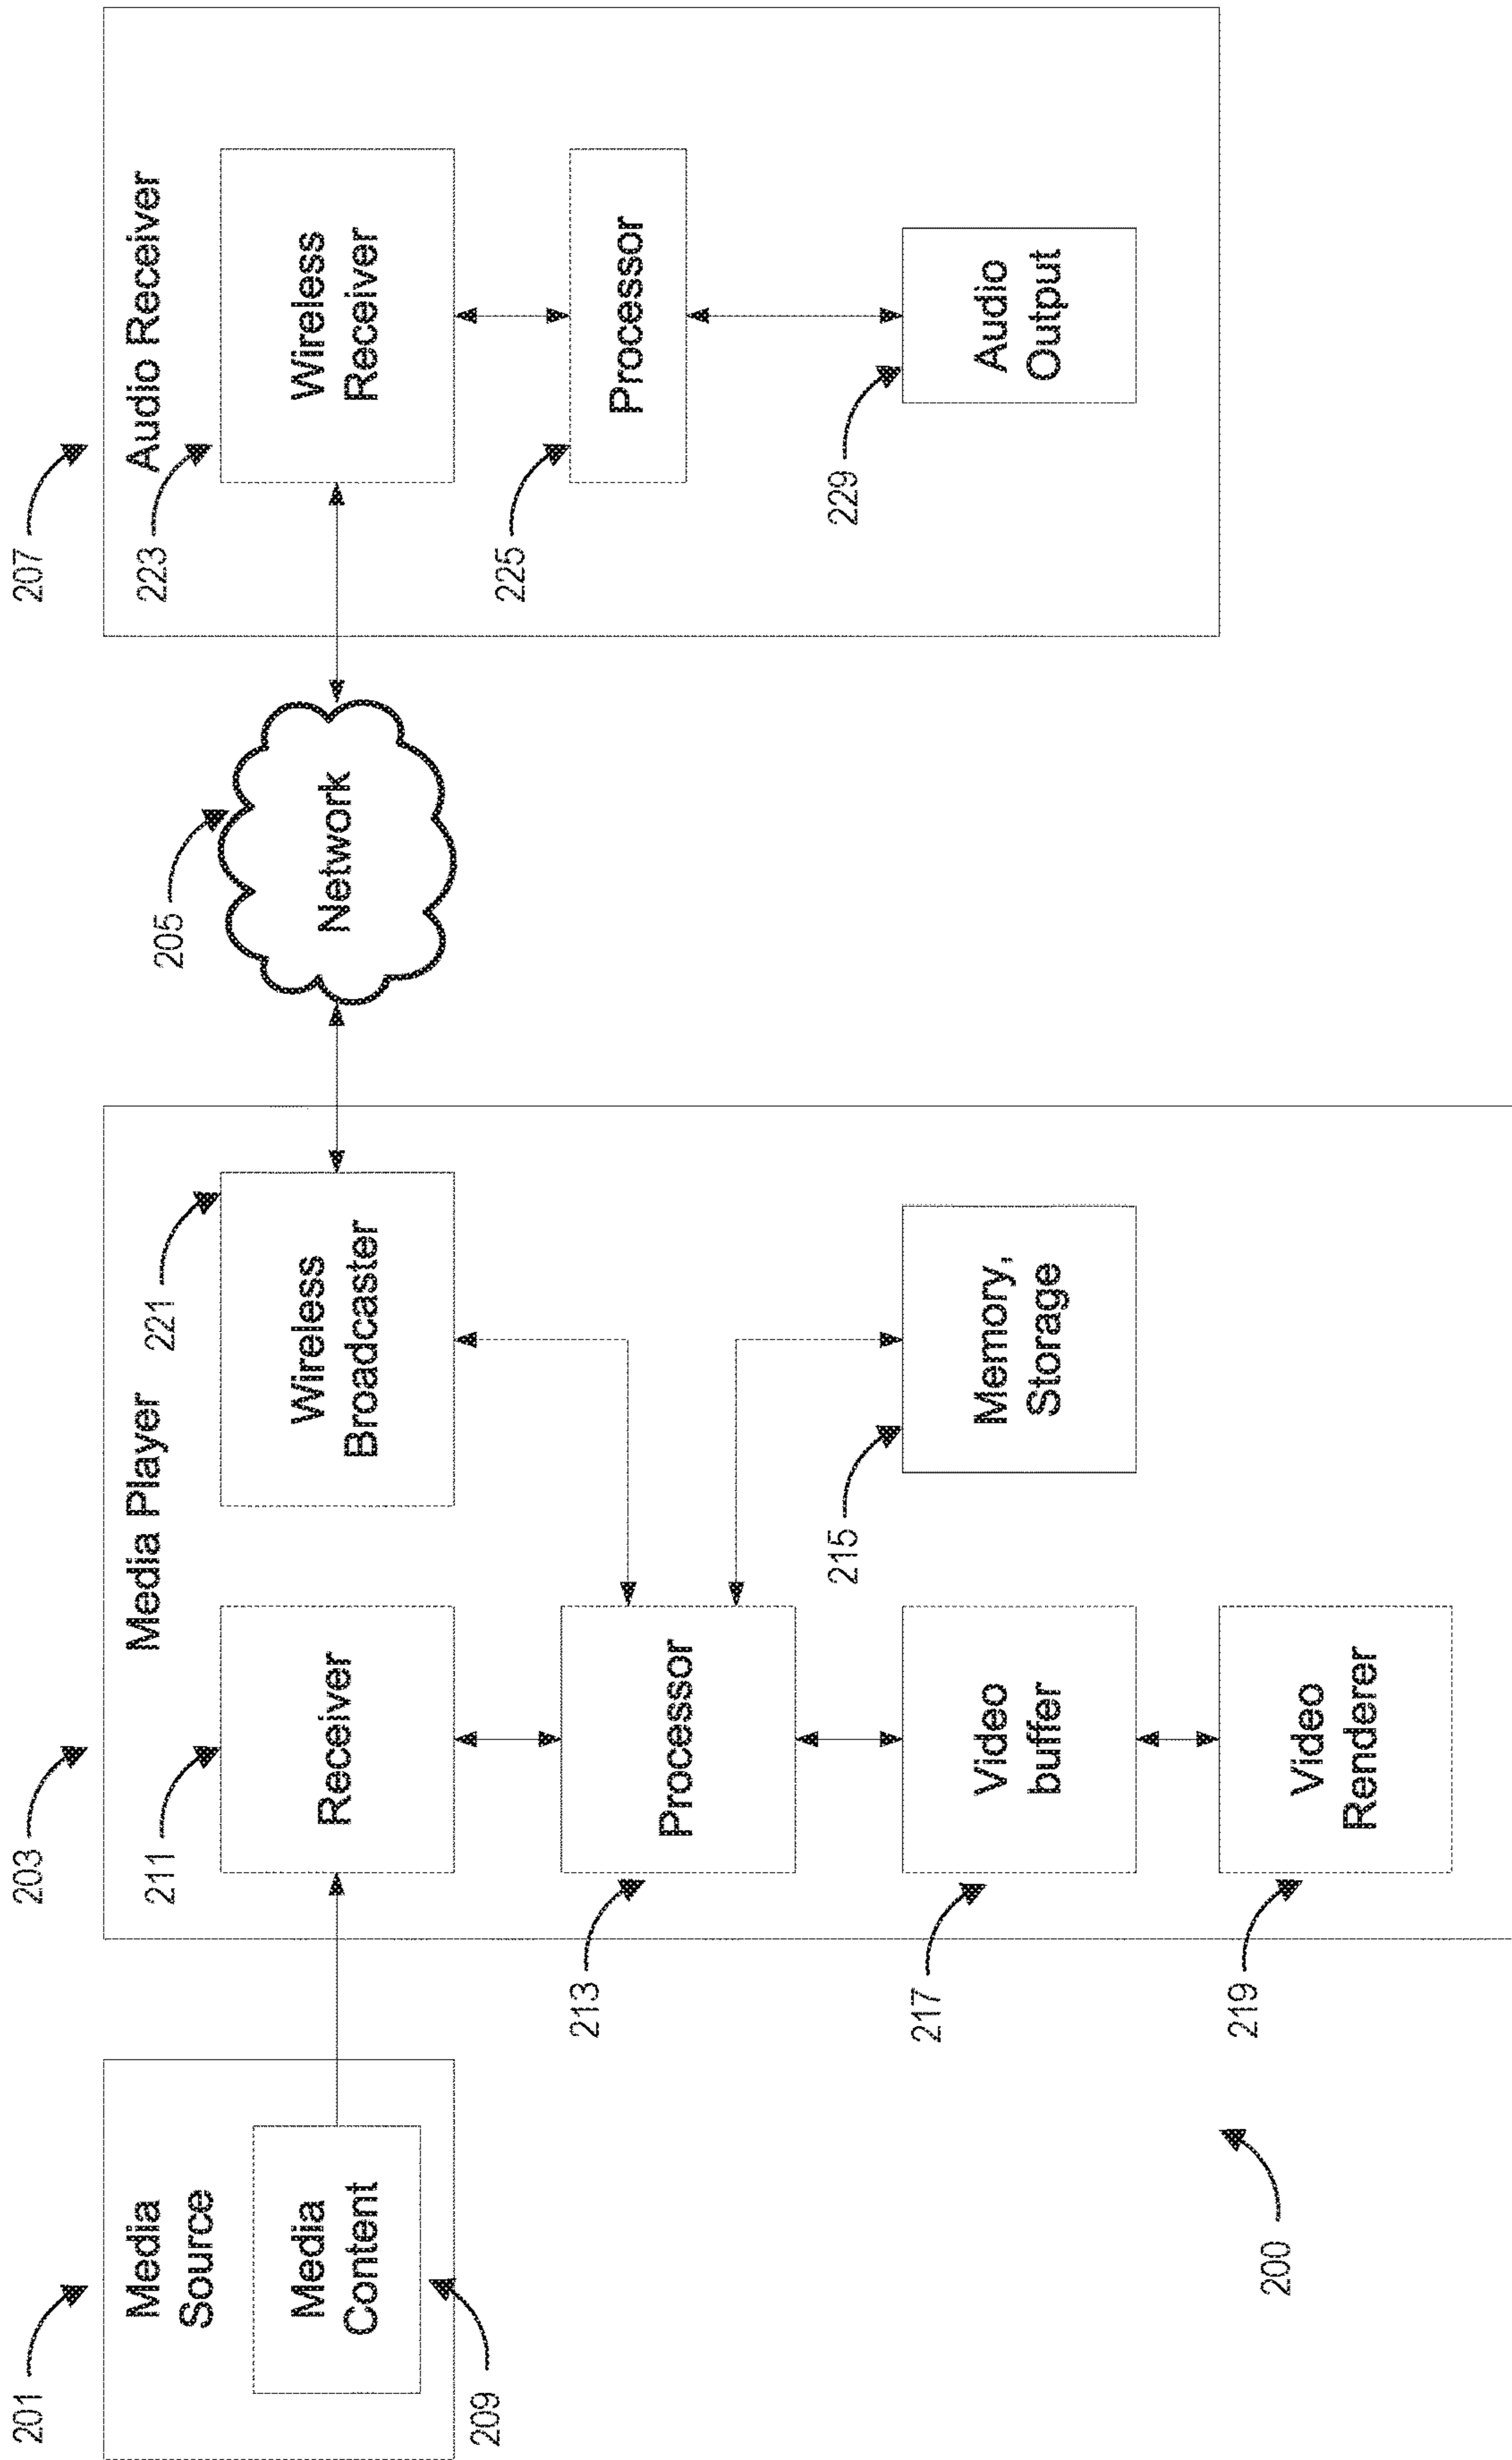 201
Media
Source
Media
Content
209
203
Media Player
211
Receiver
221
Wireless
Broadcaster
213
Processor
215
Memory,
Storage
217
Video
buffer
219
Video
Renderer
205
Network
207
Audio Receiver
223
Wireless
Receiver
225
Processor
229
Audio
Output
200